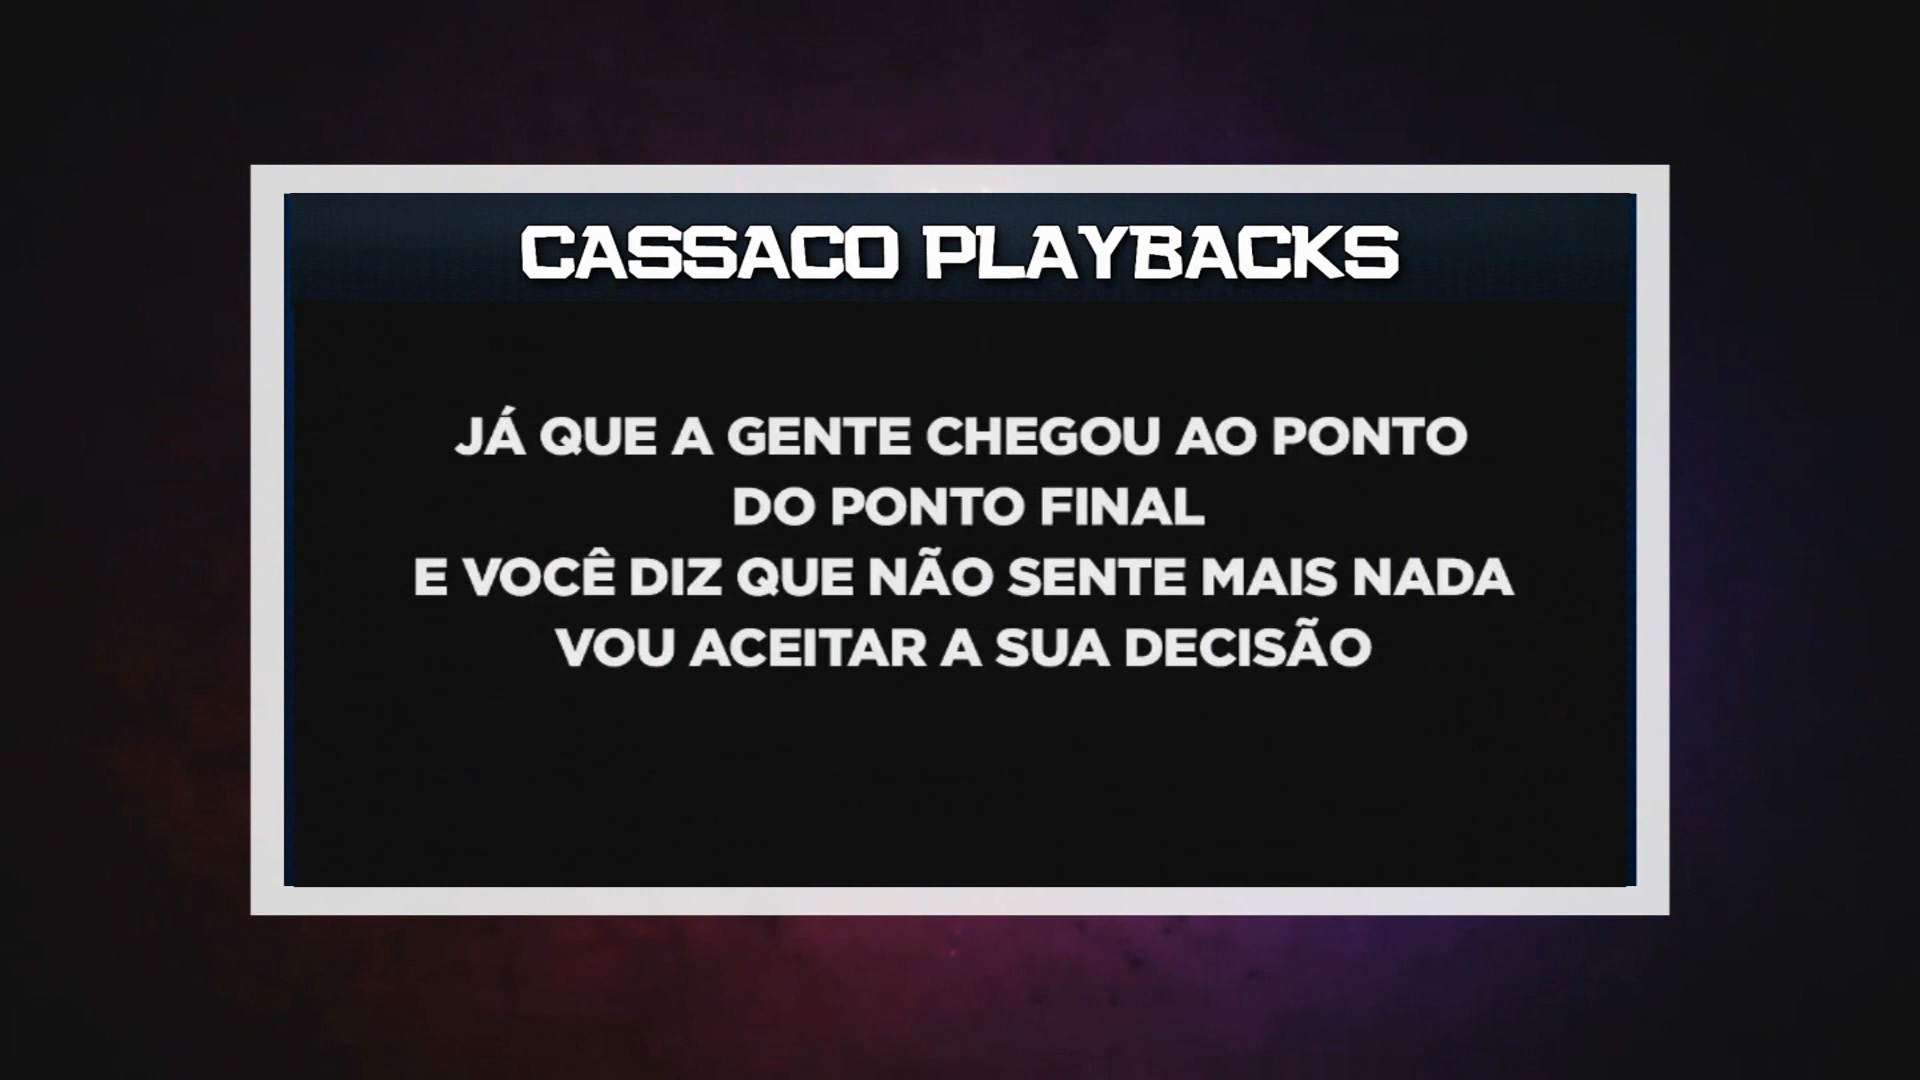 CASSACO PLAYBACKS
JÁ QUE A GENTE CHEGOU AO PONTO
DO PONTO FINAL
E VOCÊ DIZ QUE NÃO SENTE MAIS NADA
VOU ACEITAR A SUA DECISÃO